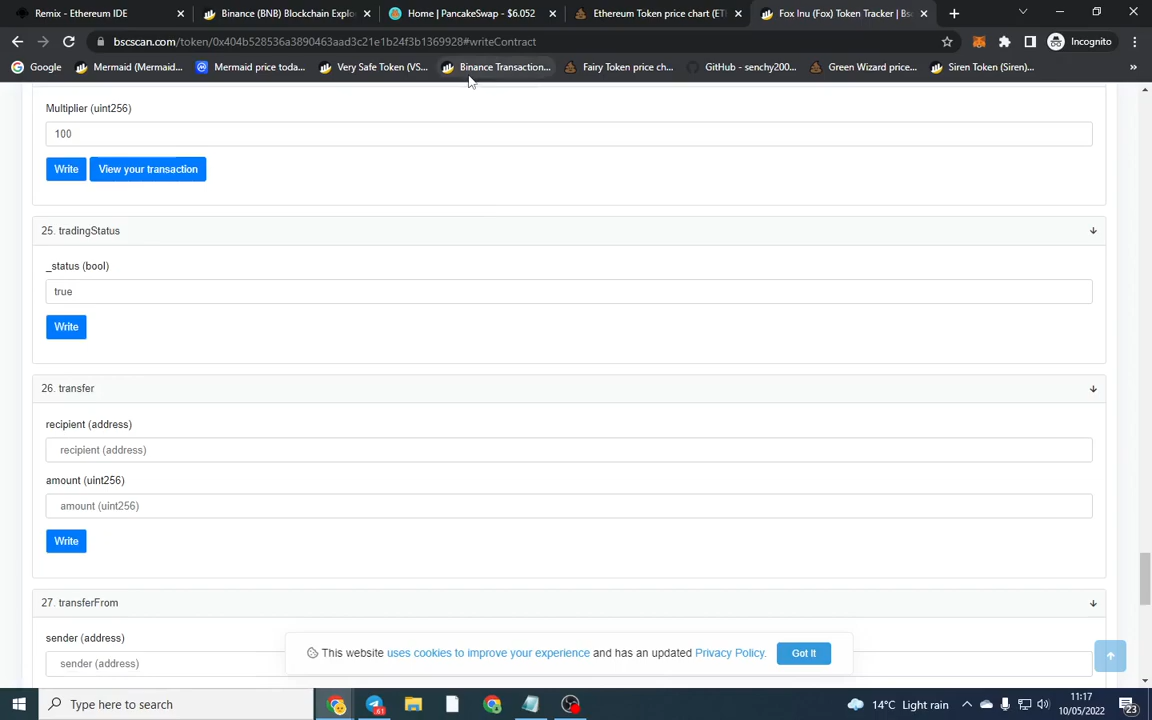 Remix - Ethereum IDE
Binance (BNB) Blockchain Explo
Home | PancakeSwap - $6.052
Ethereum Token price chart (ETH
Fox Inu (Fox) Token Tracker | Bsc
bscscan.com/token/0x404b528536a3890463aad3c21e1b24f3b1369928#writeContract
Incognito
Google
Mermaid (Mermaid...
Mermaid price toda...
Very Safe Token (VS...
Binance Transaction...
Fairy Token price ch...
GitHub - senchy200...
Green Wizard price...
Siren Token (Siren)...
»
Multiplier (uint256)
100
Write
View your transaction
25. tradingStatus
_status (bool)
true
Write
26. transfer
recipient (address)
recipient (address)
amount (uint256)
amount (uint256)
Write
27. transferFrom
sender (address)
sender (address)
This website uses cookies to improve your experience and has an updated Privacy Policy.
Got It
Type here to search
14°C Light rain
11:17
10/05/2022
23